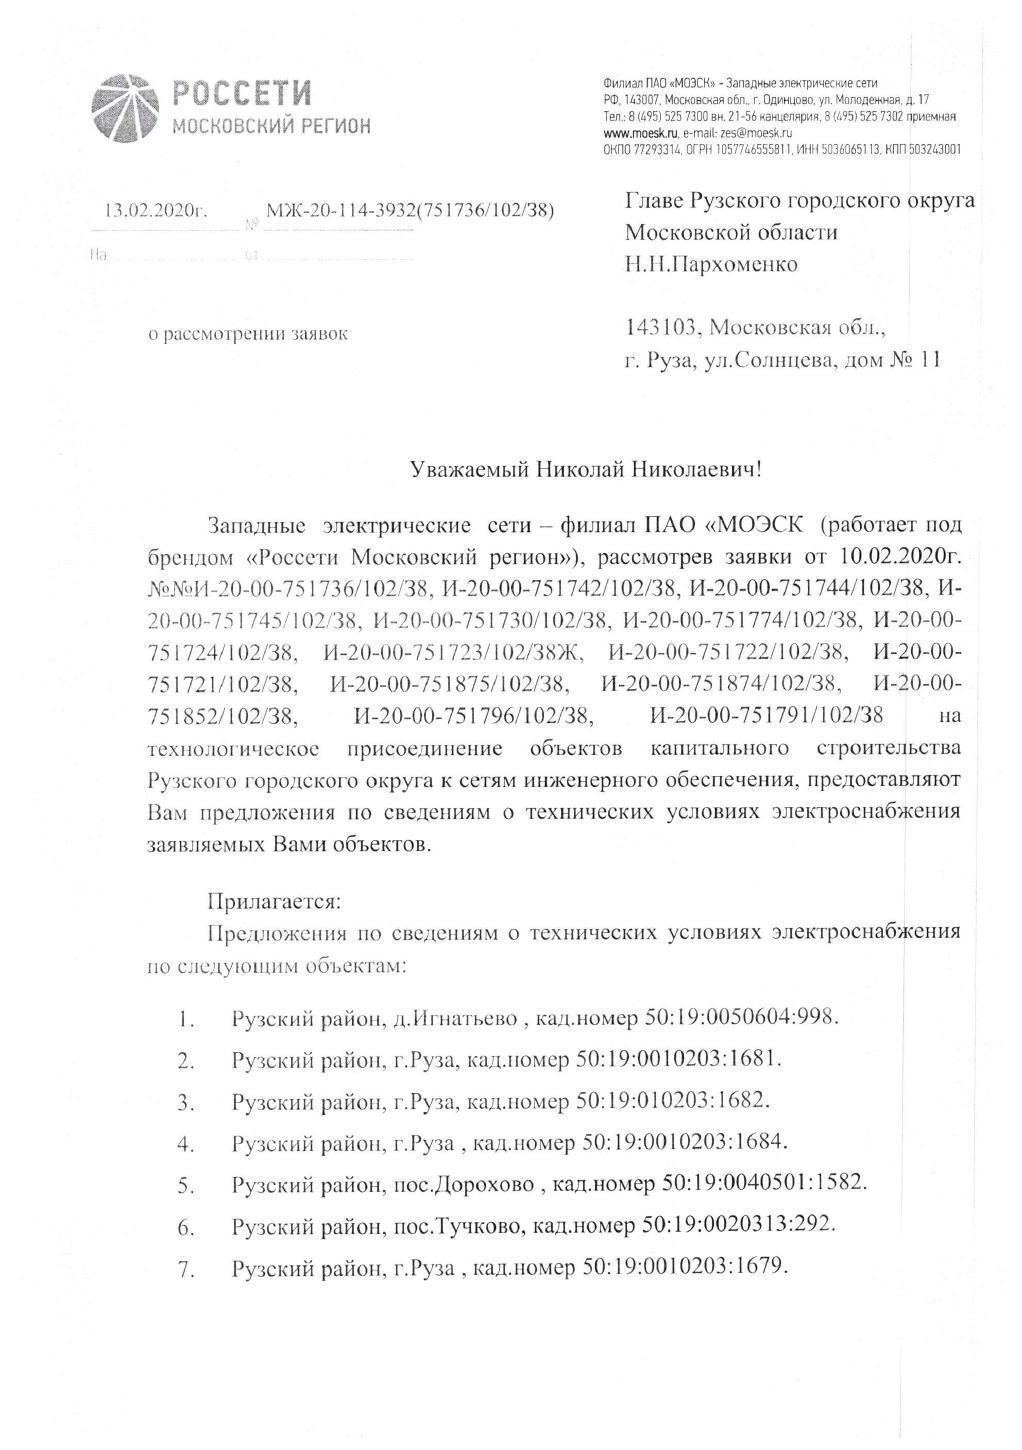 РОССЕТИ
МОСКОВСКИЙ РЕГИОН
Филиал ПАО «МОЭСК» - Западные электрические сети
РФ, 143007, Московская обл., г. Одинцово, ул. Молодежная, д. 17
Тел.: 8 (495) 525 7300 вн. 21-56 канцелярия, 8 (495) 525 7302 приемная
www.moesk.ru, e-mail: zes@moesk.ru
ОКПО 77293314, ОГРН 1057746555811, ИНН 5036065113, КПП 503243001
13.02.2020г. № МЖ-20-114-3932(751736/102/38)
На от
Главе Рузского городского округа
Московской области
Н.Н.Пархоменко
о рассмотрении заявок
143103, Московская обл.,
г. Руза, ул.Солнцева, дом № 11
Уважаемый Николай Николаевич!
Западные электрические сети – филиал ПАО «МОЭСК (работает под
брендом «Россети Московский регион»), рассмотрев заявки от 10.02.2020г.
№№И-20-00-751736/102/38, И-20-00-751742/102/38, И-20-00-751744/102/38, И-
20-00-751745/102/38, И-20-00-751730/102/38, И-20-00-751774/102/38, И-20-00-
751724/102/38, И-20-00-751723/102/38Ж, И-20-00-751722/102/38, И-20-00-
751721/102/38, И-20-00-751875/102/38, И-20-00-751874/102/38, И-20-00-
751852/102/38, И-20-00-751796/102/38, И-20-00-751791/102/38 на
технологическое присоединение объектов капитального строительства
Рузского городского округа к сетям инженерного обеспечения, предоставляют
Вам предложения по сведениям о технических условиях электроснабжения
заявляемых Вами объектов.
Прилагается:
Предложения по сведениям о технических условиях электроснабжения
по следующим объектам:
1. Рузский район, д.Игнатьево , кад.номер 50:19:0050604:998.
2. Рузский район, г.Руза, кад.номер 50:19:0010203:1681.
3. Рузский район, г.Руза, кад.номер 50:19:010203:1682.
4. Рузский район, г.Руза , кад.номер 50:19:0010203:1684.
5. Рузский район, пос.Дорохово , кад.номер 50:19:0040501:1582.
6. Рузский район, пос.Тучково, кад.номер 50:19:0020313:292.
7. Рузский район, г.Руза , кад.номер 50:19:0010203:1679.